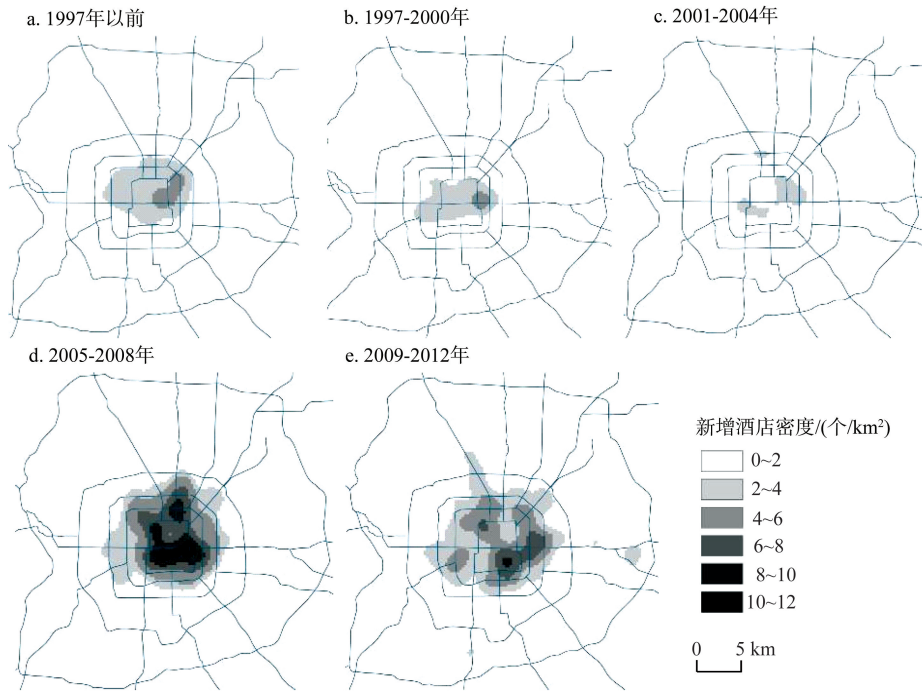 a. 1997年以前
b. 1997-2000年
c. 2001-2004年
d. 2005-2008年
e. 2009-2012年
新增酒店密度/(个/km²)
0~2
2~4
4~6
6~8
8~10
10~12
0 5 km